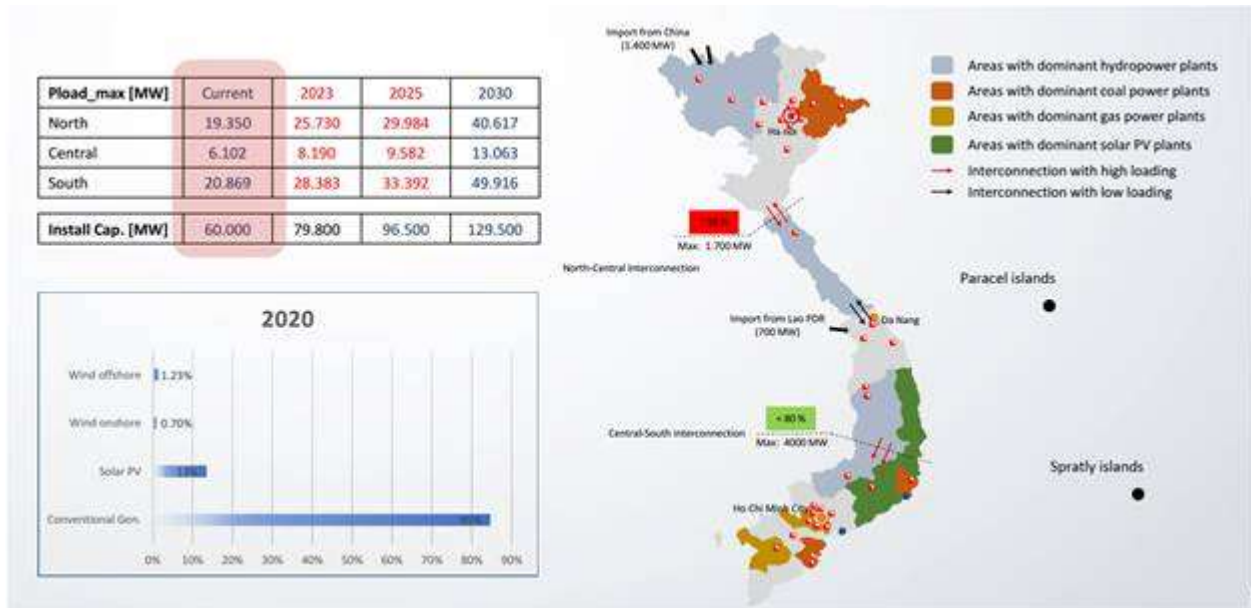 Pload_max [MW] Current 2023 2025 2030
North 19.350 25.730 29.984 40.617
Central 6.102 8.190 9.582 13.063
South 20.869 28.383 33.392 49.916
Install Cap. [MW] 60.000 79.800 96.500 129.500
2020
Wind offshore 1.23%
Wind onshore 0.70%
Solar PV
Conventional Gen.
0% 10% 20% 30% 40% 50% 60% 70% 80% 90%
Import from China
(1.400 MW)
Ha Noi
Max: 1.700 MW
North-Central Interconnection
Import from Lao PDR
(700 MW)
Da Nang
< 80 %
Central-South Interconnection
Max: 4000 MW
Ho Chi Minh City
Areas with dominant hydropower plants
Areas with dominant coal power plants
Areas with dominant gas power plants
Areas with dominant solar PV plants
Interconnection with high loading
Interconnection with low loading
Paracel islands
Spratly islands